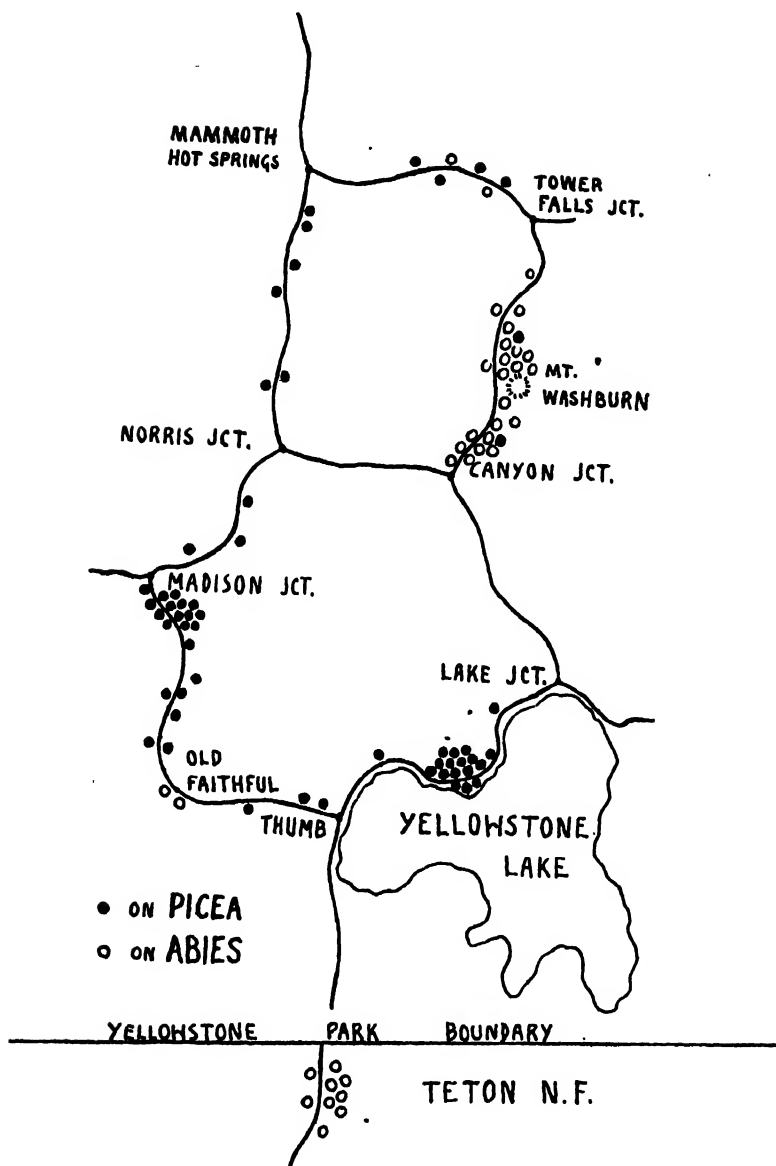 MAMMOTH
HOT SPRINGS
TOWER
FALLS JCT.
MT.
WASHBURN
NORRIS JCT.
CANYON JCT.
MADISON JCT.
LAKE JCT.
OLD
FAITHFUL
THUMB
YELLOWSTONE
LAKE
ON PICEA
ON ABIES
YELLOWSTONE PARK BOUNDARY
TETON N.F.